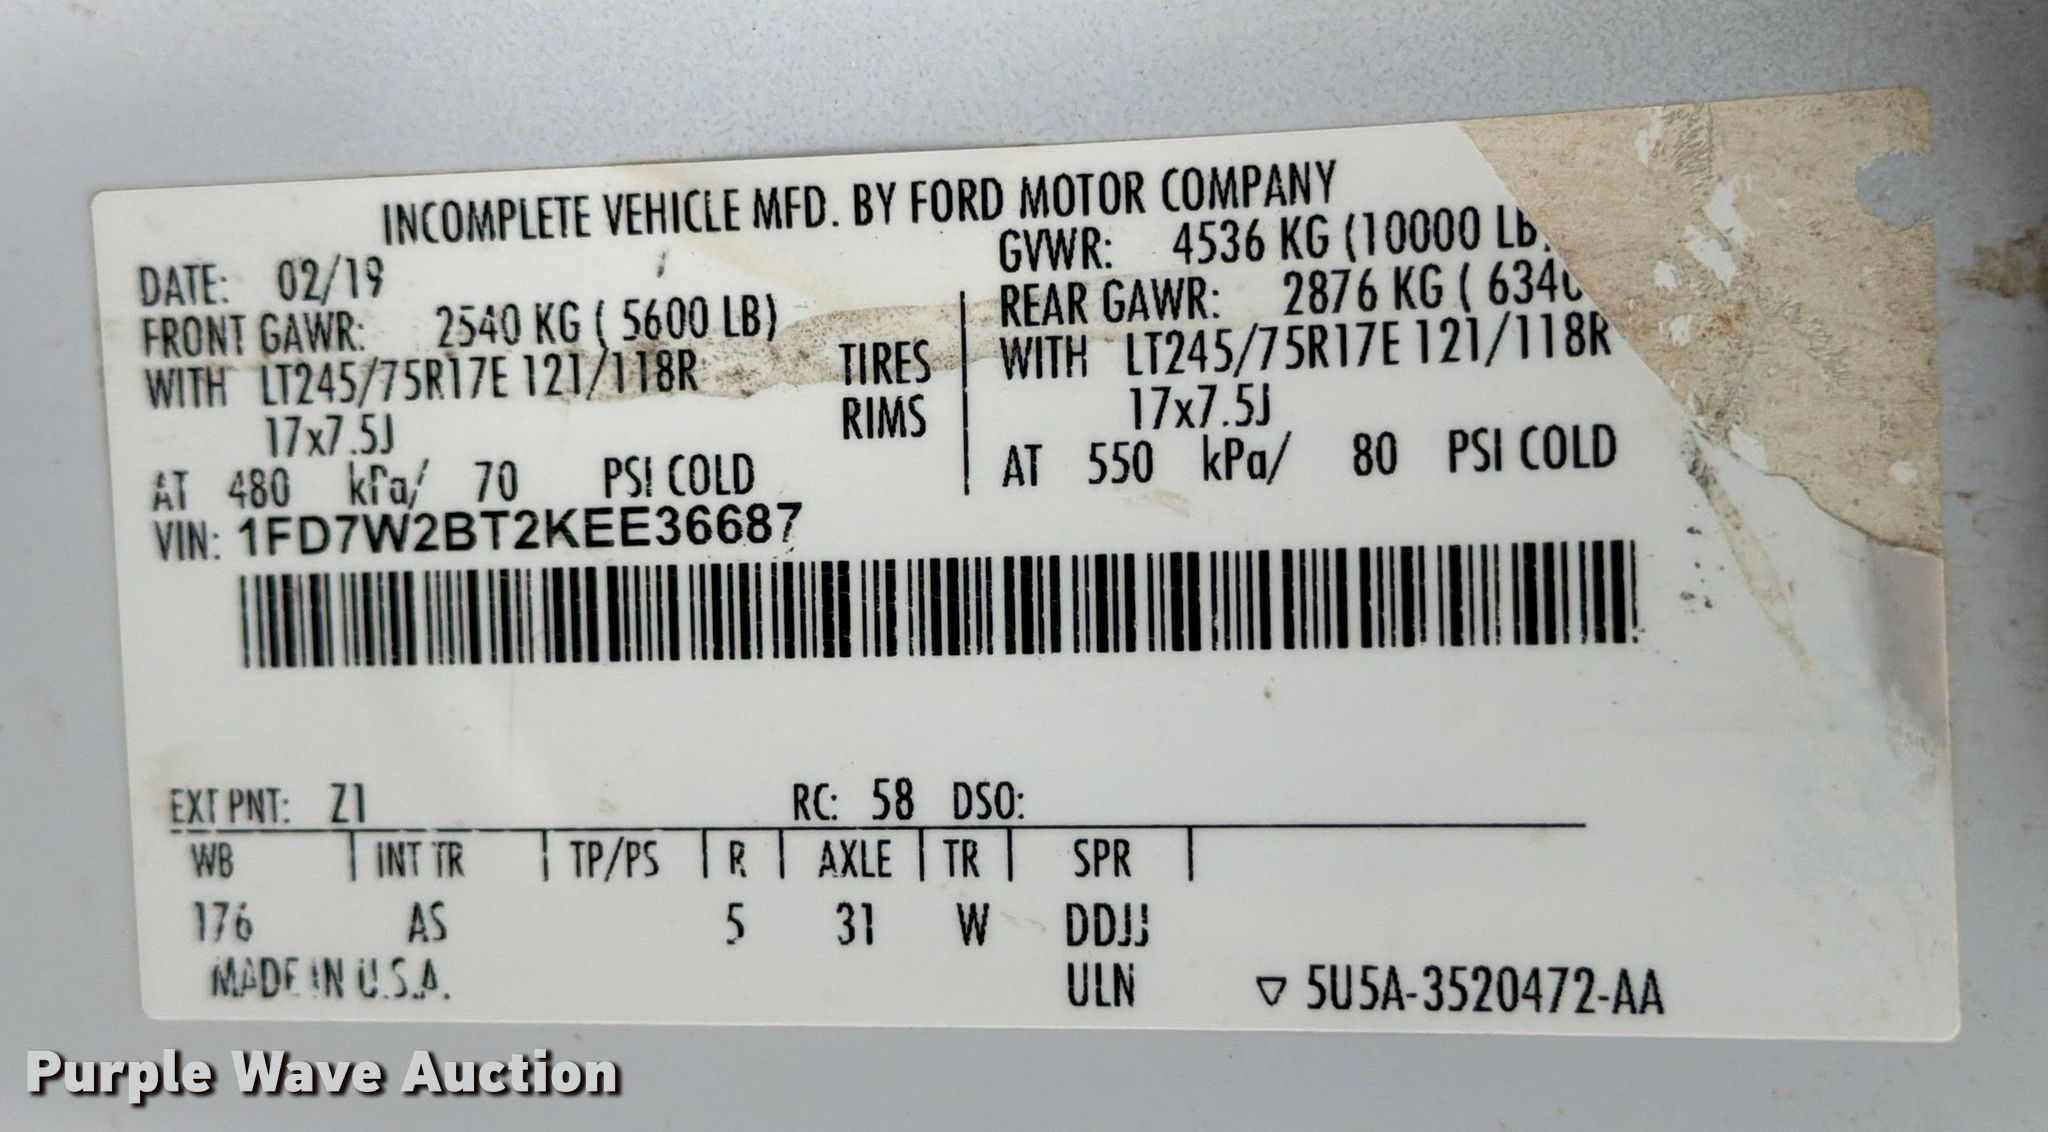 INCOMPLETE VEHICLE MFD. BY FORD MOTOR COMPANY
DATE: 02/19 GVWR: 4536 KG (10000 LB)
FRONT GAWR: 2540 KG ( 5600 LB) REAR GAWR: 2876 KG ( 634
WITH LT245/75R17E 121/118R TIRES WITH LT245/75R17E 121/118R
17x7.5J RIMS 17x7.5J
AT 480 kPa/ 70 PSI COLD AT 550 kPa/ 80 PSI COLD
VIN: 1FD7W2BT2KEE36687
EXT PNT: Z1 RC: 58 DSO:
WB INT TR TP/PS R AXLE TR SPR
176 AS 5 31 W DDJJ
MADE IN U.S.A. ULN ▽ 5U5A-3520472-AA
Purple Wave Auction